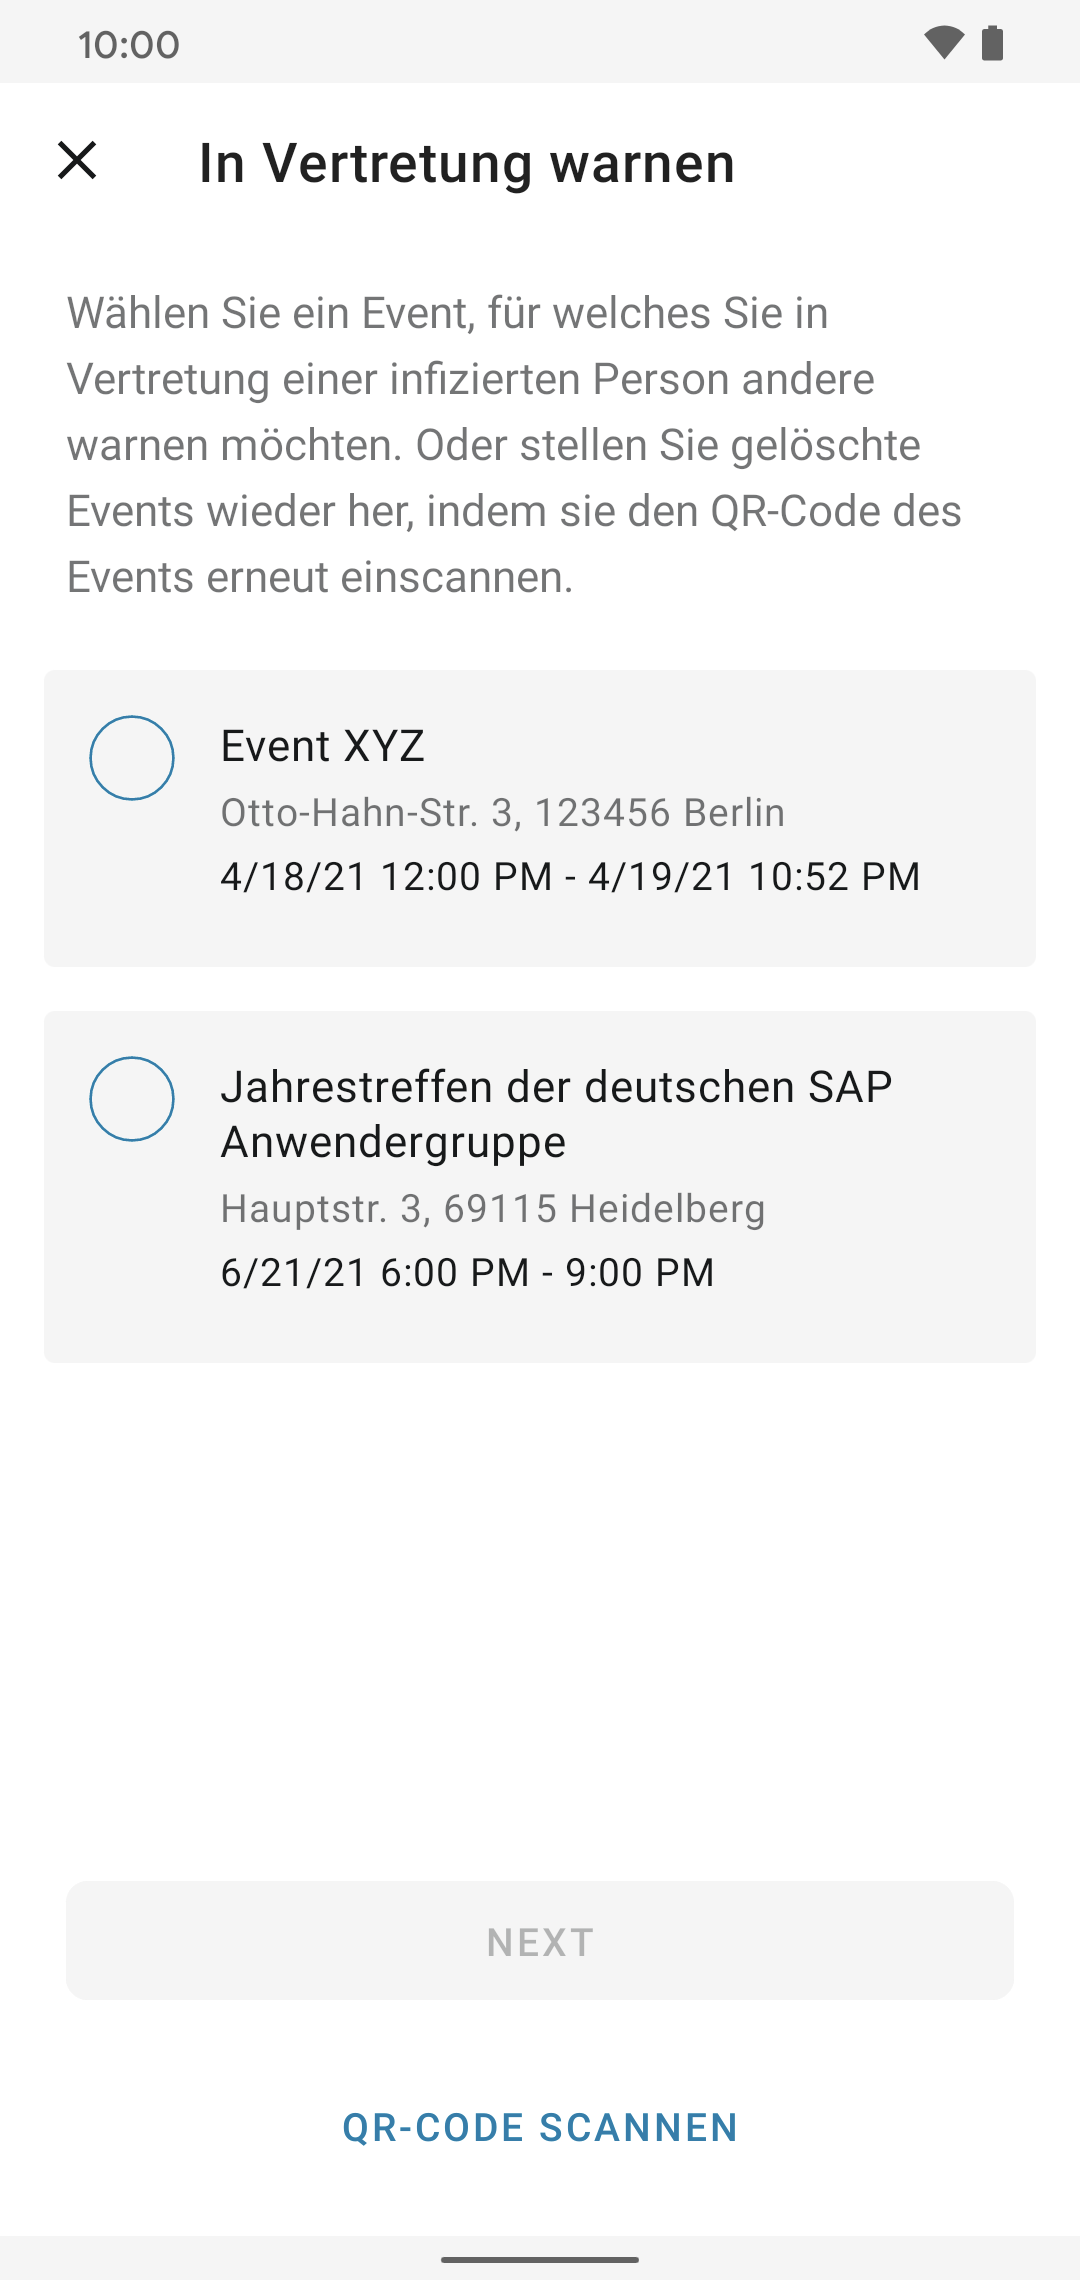 10:00
In Vertretung warnen
Wählen Sie ein Event, für welches Sie in
Vertretung einer infizierten Person andere
warnen möchten. Oder stellen Sie gelöschte
Events wieder her, indem sie den QR-Code des
Events erneut einscannen.
Event XYZ
Otto-Hahn-Str. 3, 123456 Berlin
4/18/21 12:00 PM - 4/19/21 10:52 PM
Jahrestreffen der deutschen SAP
Anwendergruppe
Hauptstr. 3, 69115 Heidelberg
6/21/21 6:00 PM - 9:00 PM
NEXT
QR-CODE SCANNEN